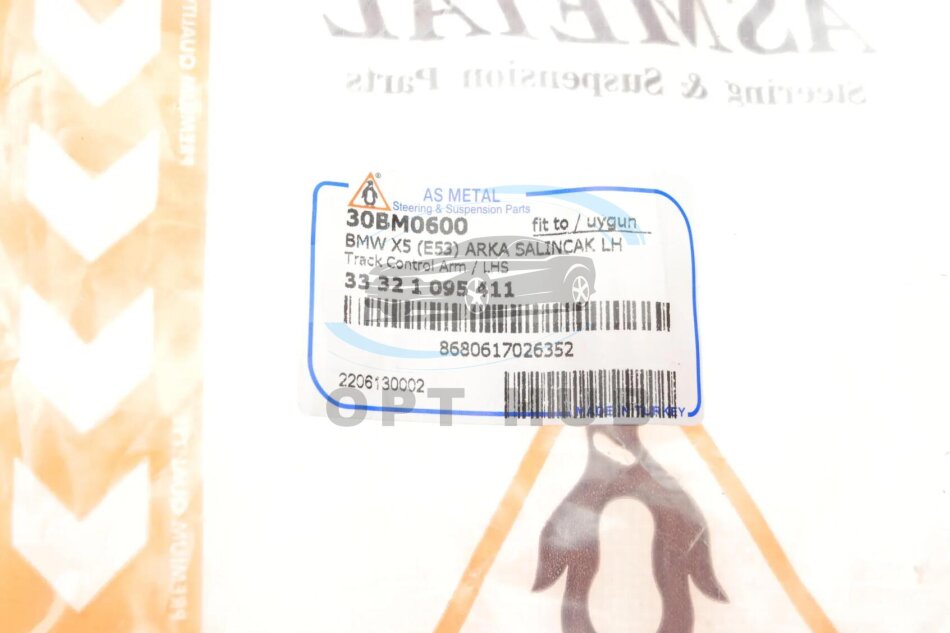 ASMETAL
Steering & Suspension Parts
®
AS METAL
Steering & Suspension Parts
30BM0600
fit to / uygun
BMW X5 (E53) ARKA SALINCAK LH
Track Control Arm / LHS
33 32 1 095 411
8680617026352
2206130002
MADE IN TURKEY
OPT HUB